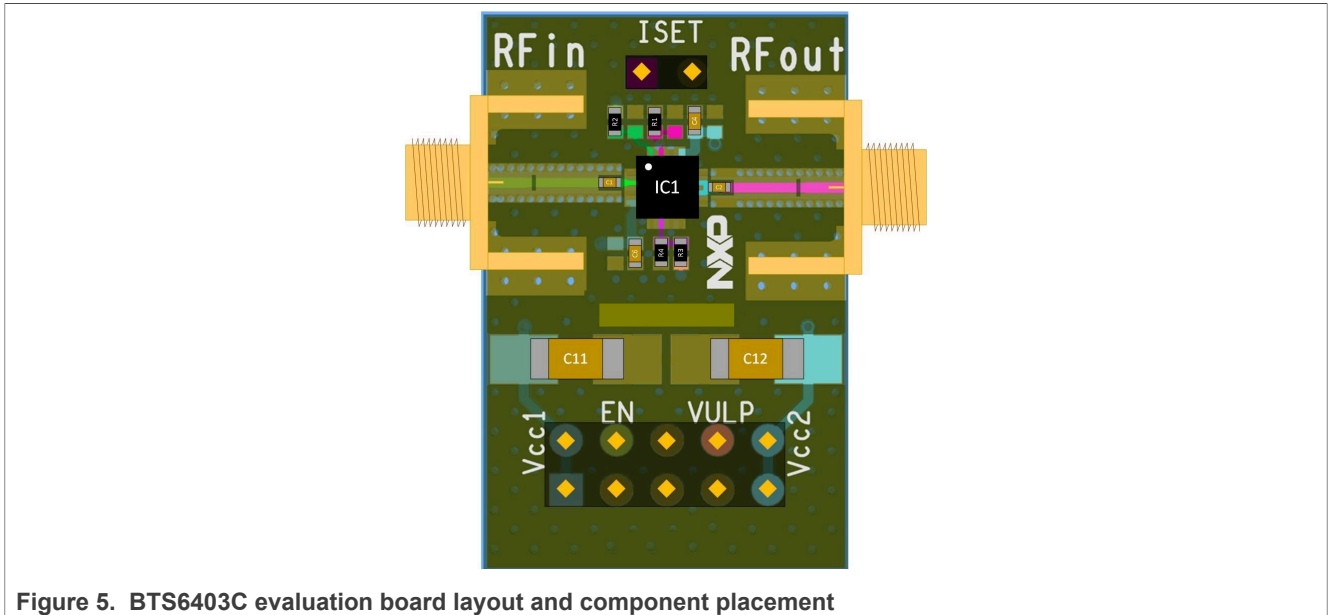 ISET
RFin
RFout
R2
R1
C4
C1
IC1
C2
C6
R4
R3
NXP
C11
C12
EN
VULP
Vcc1
Vcc2
Figure 5. BTS6403C evaluation board layout and component placement